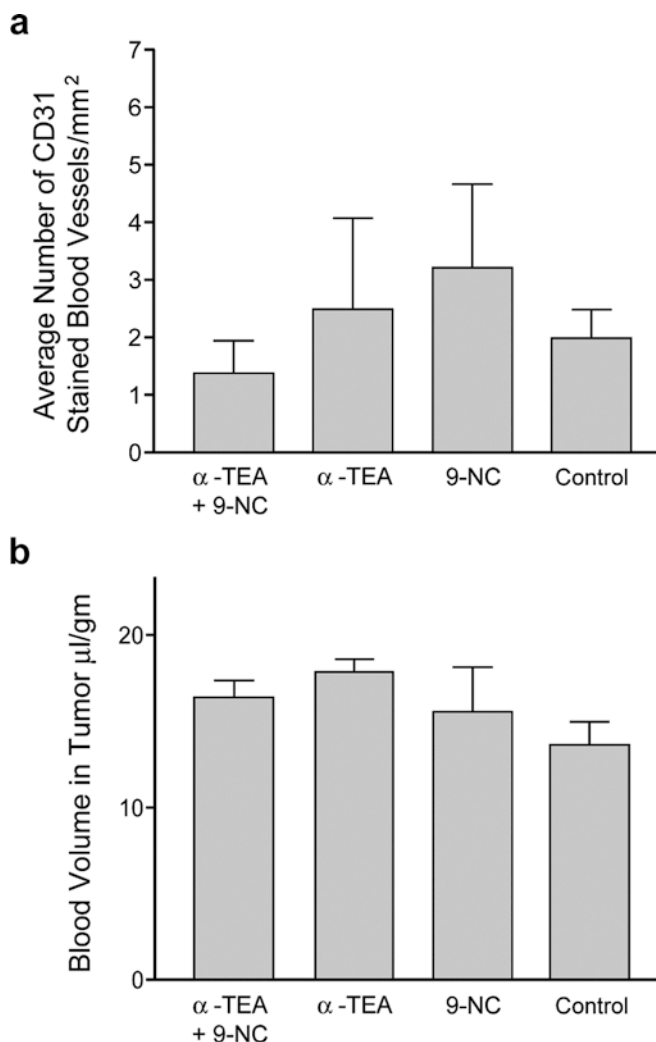 a
Average Number of CD31
Stained Blood Vessels/mm²
7
6
5
4
3
2
1
0
α -TEA
+ 9-NC
α -TEA
9-NC
Control
b
Blood Volume in Tumor μl/gm
20
10
0
α -TEA
+ 9-NC
α -TEA
9-NC
Control